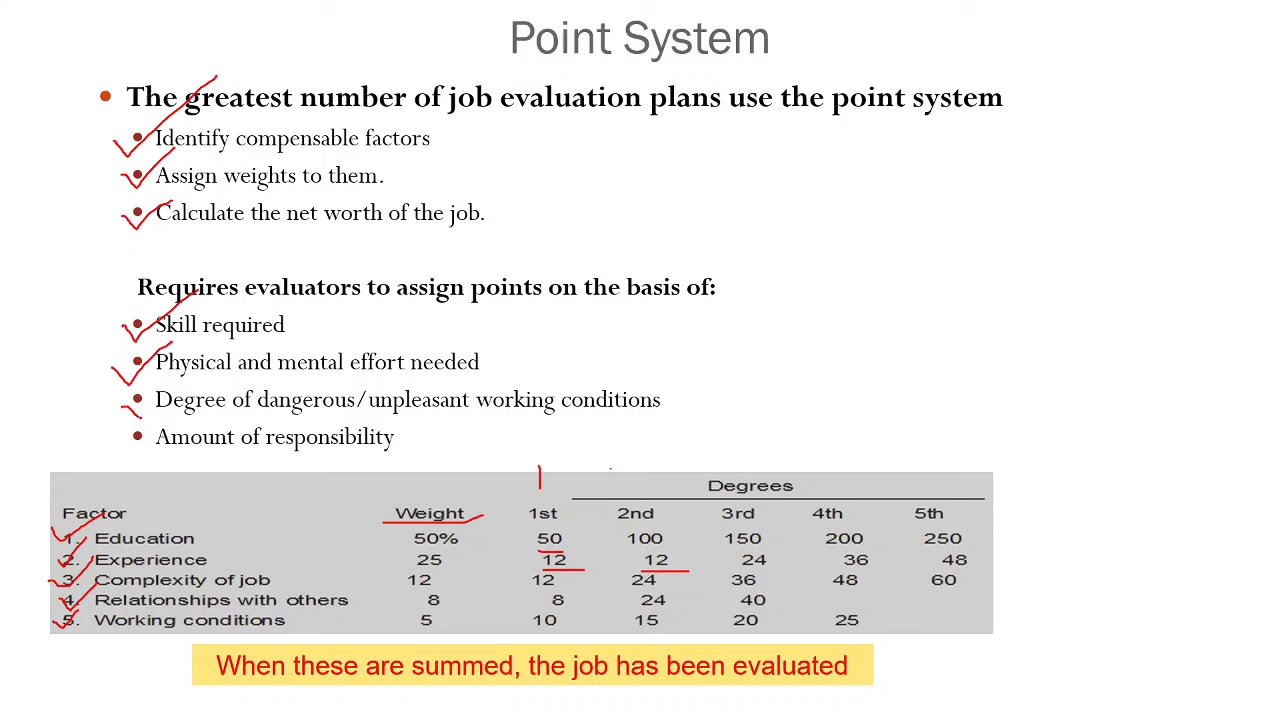 Point System
• The greatest number of job evaluation plans use the point system
• Identify compensable factors
• Assign weights to them.
• Calculate the net worth of the job.
Requires evaluators to assign points on the basis of:
• Skill required
• Physical and mental effort needed
• Degree of dangerous/unpleasant working conditions
• Amount of responsibility
Degrees
Factor Weight 1st 2nd 3rd 4th 5th
1. Education 50% 50 100 150 200 250
2. Experience 25 12 12 24 36 48
3. Complexity of job 12 12 24 36 48 60
4. Relationships with others 8 8 24 40
5. Working conditions 5 10 15 20 25
When these are summed, the job has been evaluated